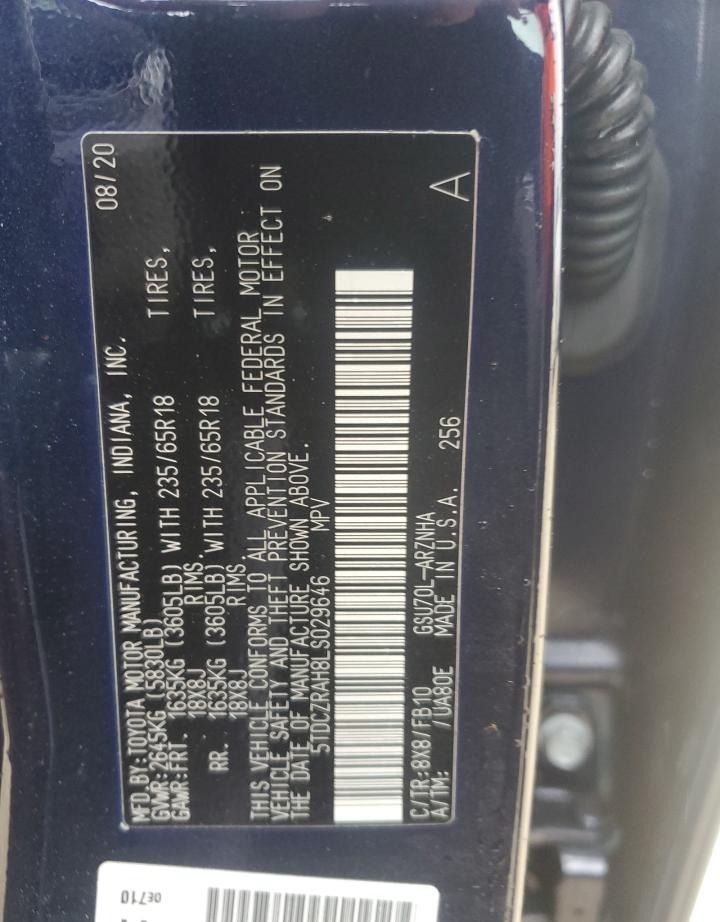 08/20
MFD.BY:TOYOTA MOTOR MANUFACTURING, INDIANA, INC.
GVWR:2645KG (5830LB)
GAWR:FRT. 1635KG (3605LB) WITH 235/65R18 TIRES,
18X8J RIMS
RR. 1635KG (3605LB) WITH 235/65R18 TIRES,
18X8J RIMS
THIS VEHICLE CONFORMS TO ALL APPLICABLE FEDERAL MOTOR
VEHICLE SAFETY AND THEFT PREVENTION STANDARDS IN EFFECT ON
THE DATE OF MANUFACTURE SHOWN ABOVE.
5TDCZRAH8LS029646 MPV
C/TR:8X8/FB10 GSU70L-ARZNHA
A/TM: /UA80E MADE IN U.S.A. 256
A
0E710